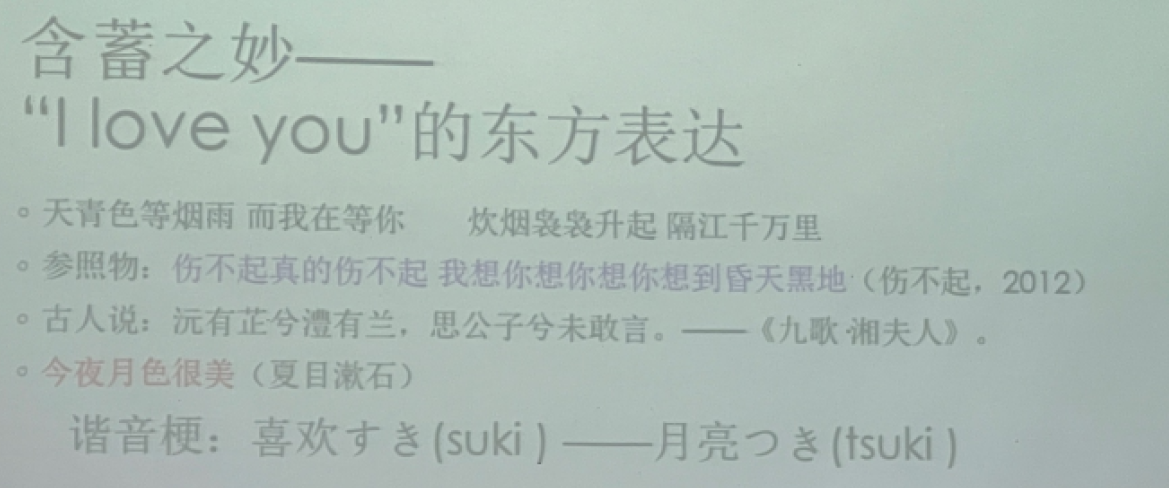 含蓄之妙——
“I love you”的东方表达
天青色等烟雨 而我在等你 炊烟袅袅升起 隔江千万里
参照物：伤不起真的伤不起 我想你想你想你想到昏天黑地（伤不起，2012）
古人说：沅有芷兮澧有兰，思公子兮未敢言。——《九歌·湘夫人》。
今夜月色很美（夏目漱石）
谐音梗：喜欢すき(suki ) ——月亮つき(tsuki )